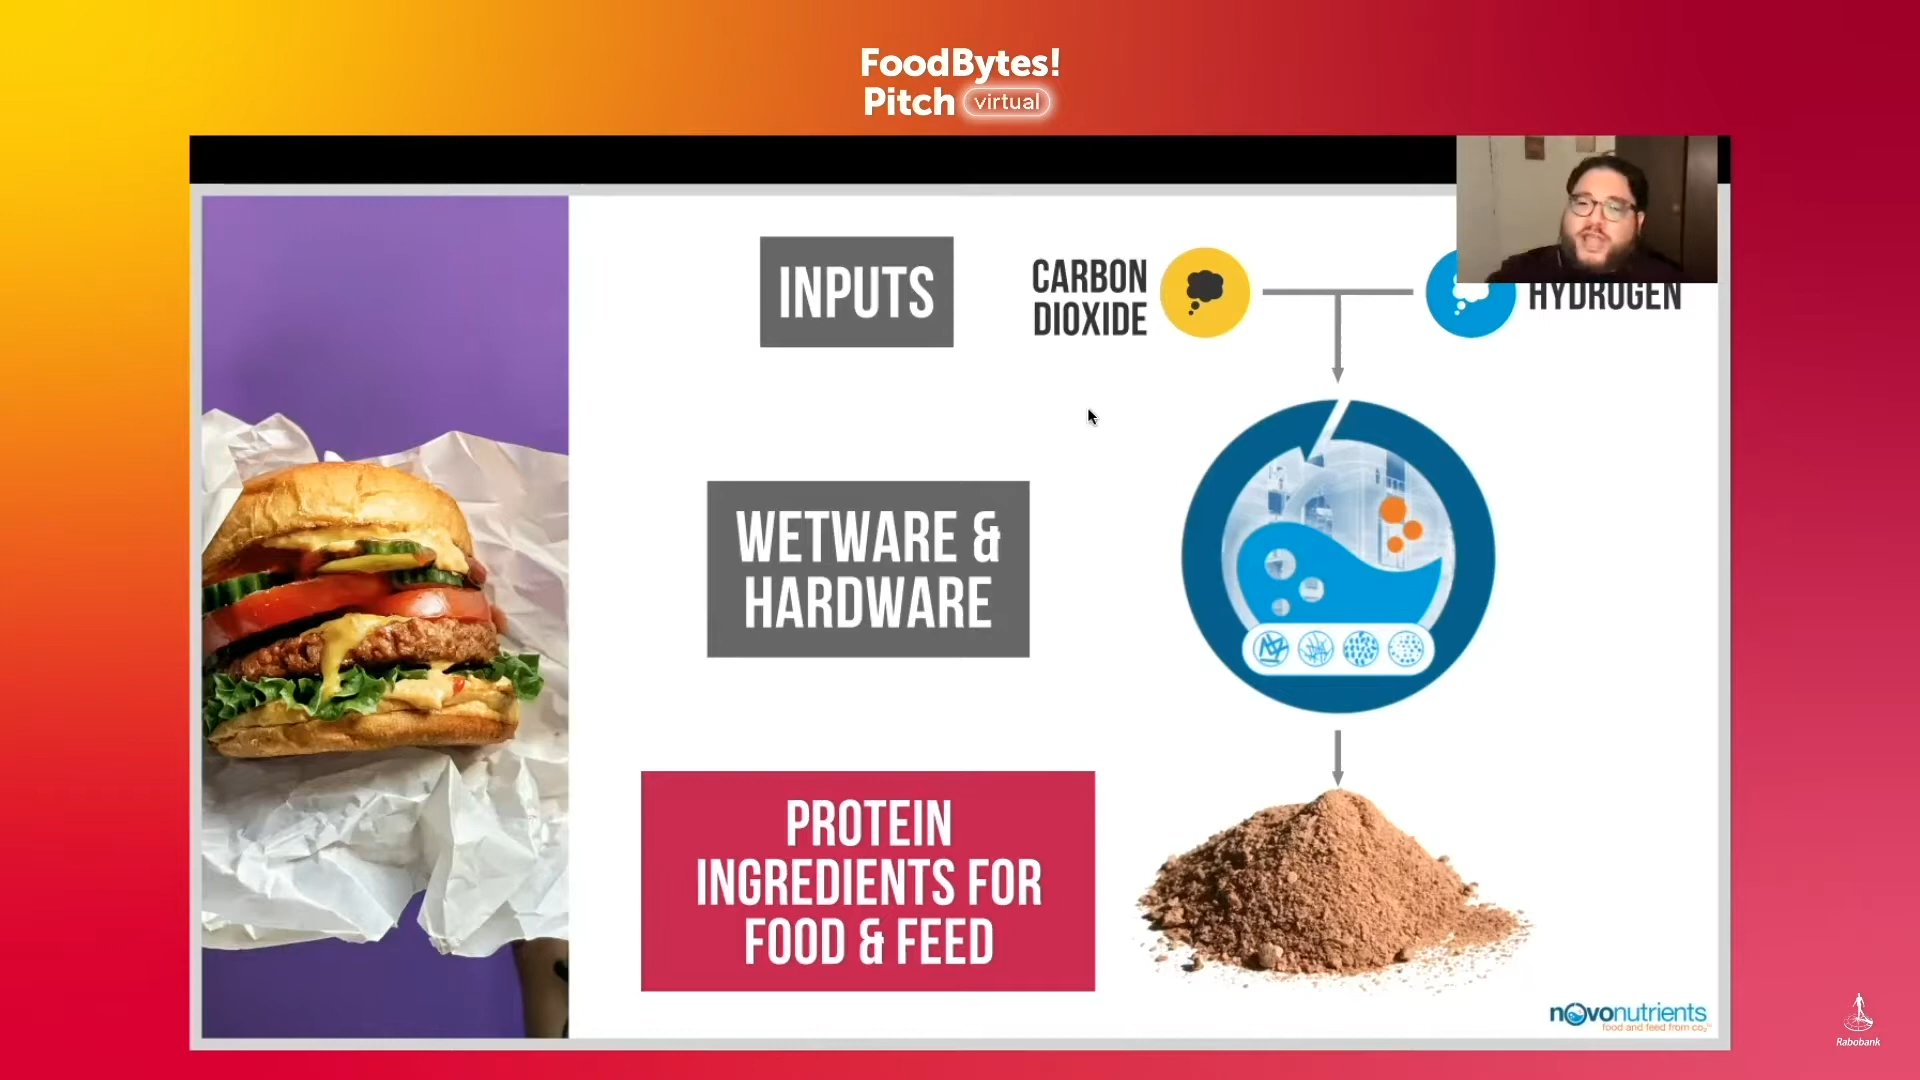 FoodBytes!
Pitch virtual
INPUTS
CARBON
DIOXIDE
HYDROGEN
WETWARE &
HARDWARE
PROTEIN
INGREDIENTS FOR
FOOD & FEED
novonutrients
food and feed from co₂
Rabobank